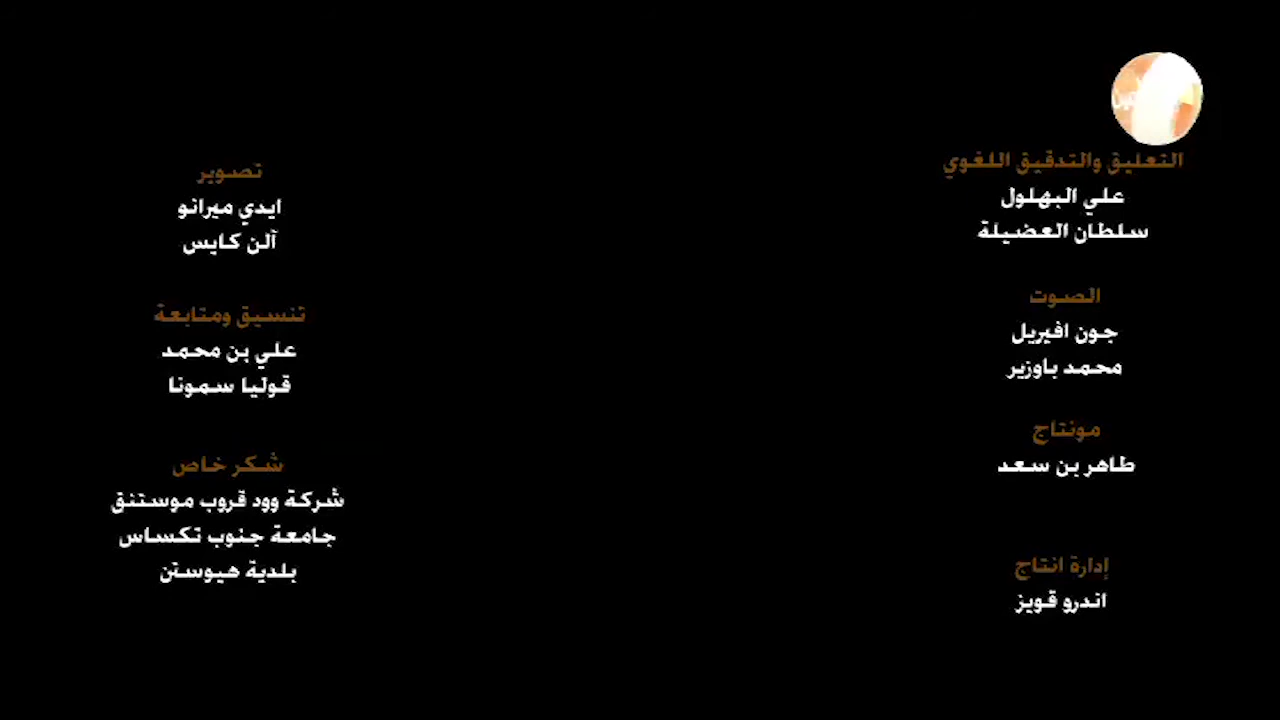 التعليق والتدقيق اللغوي
علي البهلول
سلطان العضيلة
الصوت
جون افيريل
محمد باوزير
مونتاج
طاهر بن سعد
إدارة انتاج
اندرو قويز
تصوير
ايدي ميرانو
آلن كايس
تنسيق ومتابعة
علي بن محمد
قوليا سمونا
شكر خاص
شركة وود قروب موستنق
جامعة جنوب تكساس
بلدية هيوستن